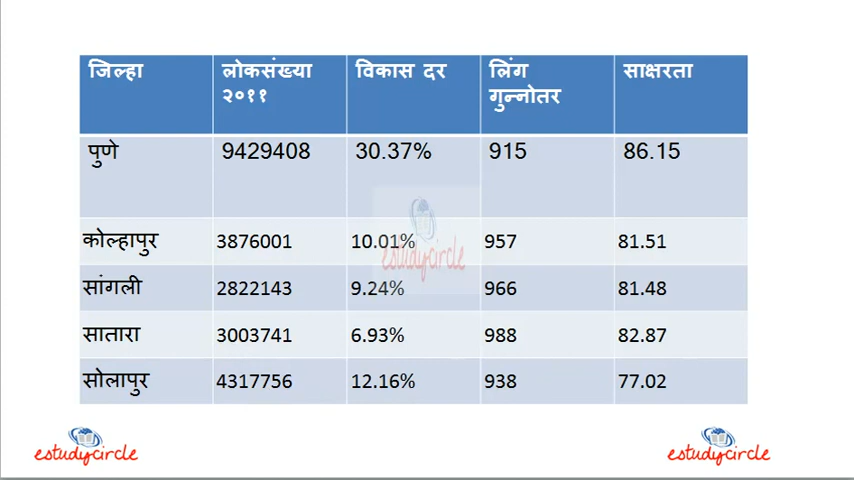 जिल्हा लोकसंख्या विकास दर लिंग साक्षरता
२०११ गुन्नोतर
पुणे 9429408 30.37% 915 86.15
कोल्हापुर 3876001 10.01% 957 81.51
estudycircle
सांगली 2822143 9.24% 966 81.48
सातारा 3003741 6.93% 988 82.87
सोलापुर 4317756 12.16% 938 77.02
estudycircle estudycircle